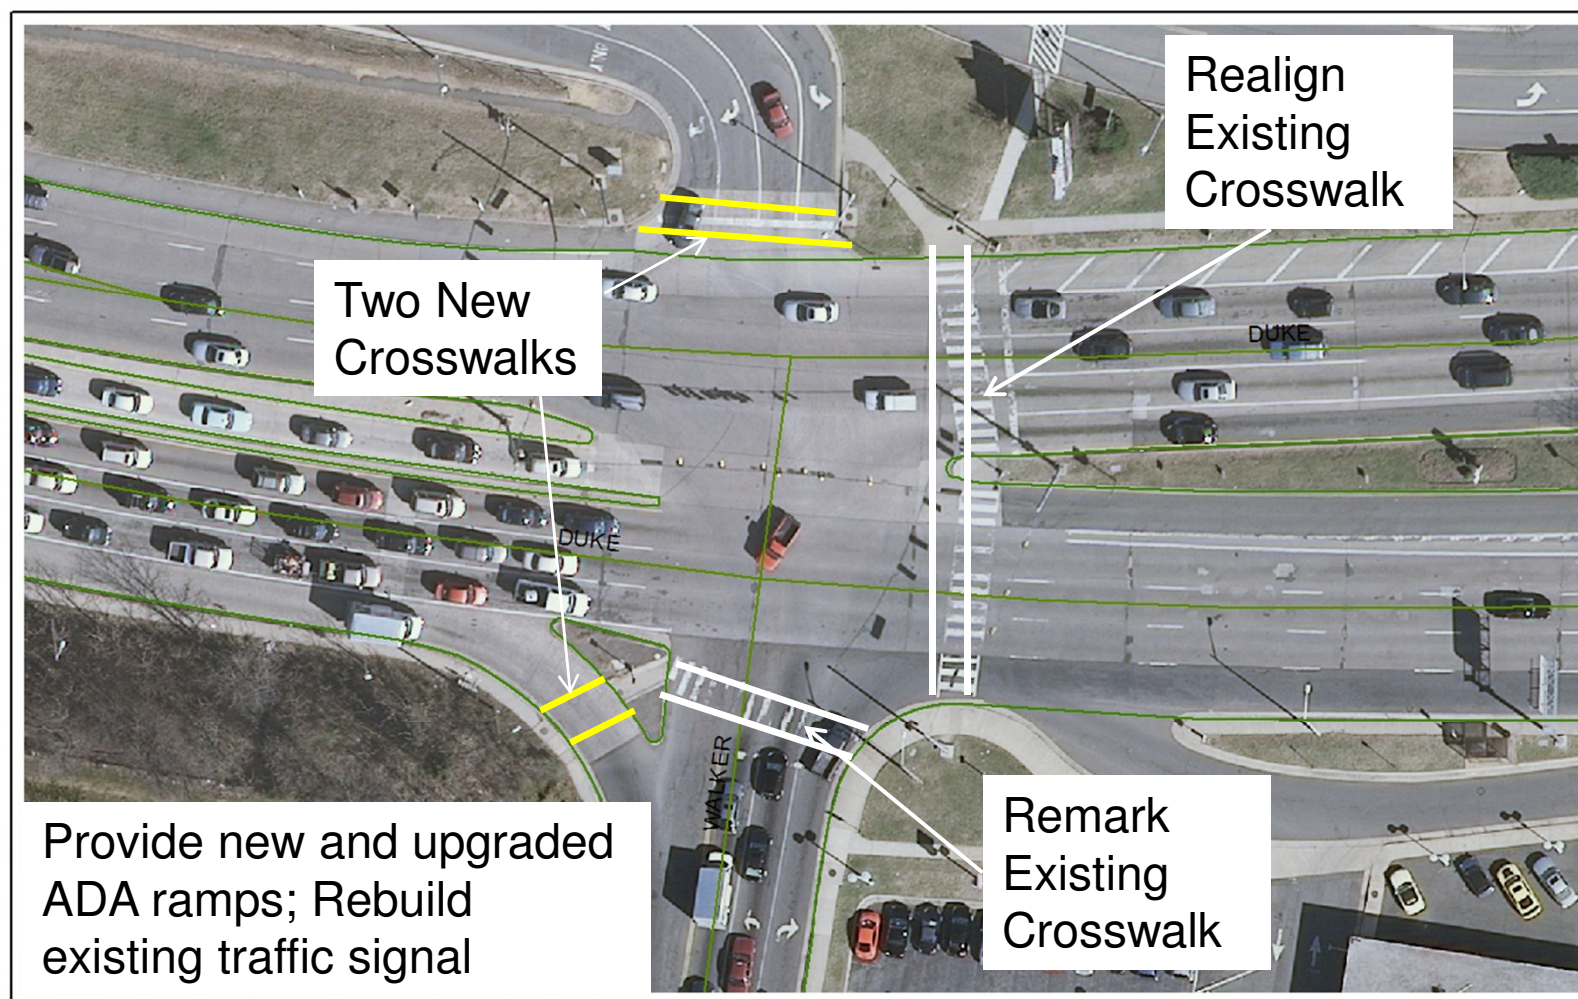 ONLY
Realign
Existing
Crosswalk
Two New
Crosswalks
DUKE
DUKE
WALKER
Remark
Existing
Crosswalk
Provide new and upgraded
ADA ramps; Rebuild
existing traffic signal